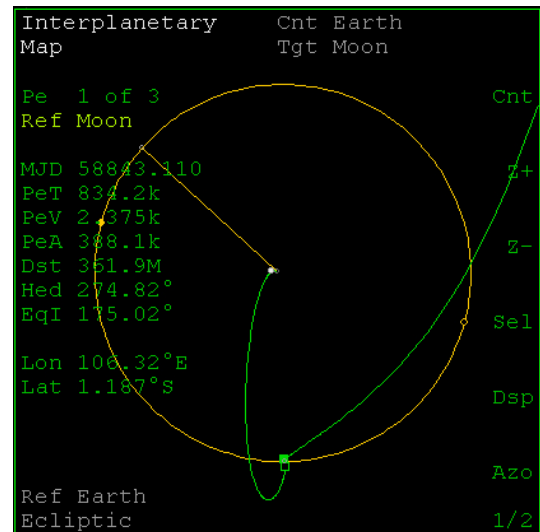 Interplanetary Cnt Earth
Map Tgt Moon
Pe 1 of 3 Cnt
Ref Moon
MJD 58843.110 Z+
PeT 834.2k
PeV 2.375k
PeA 388.1k Z-
Dst 361.9M
Hed 274.82°
EqI 175.02° Sel
Lon 106.32°E
Lat 1.187°S Dsp
Azo
Ref Earth
Ecliptic 1/2